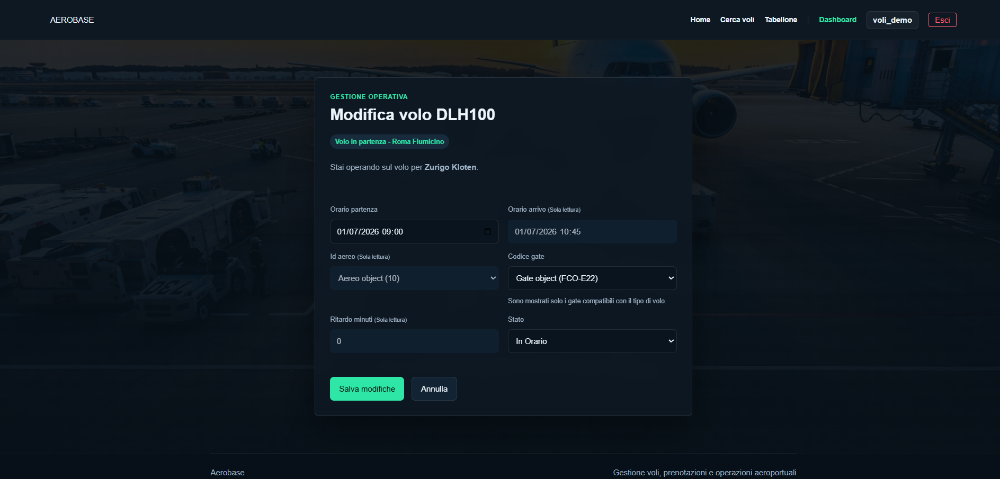 AEROBASE
Home Cerca voli Tabellone Dashboard voli_demo Esci
GESTIONE OPERATIVA
Modifica volo DLH100
Volo in partenza - Roma Fiumicino
Stai operando sul volo per Zurigo Kloten.
Orario partenza
01/07/2026 09:00
Orario arrivo (Sola lettura)
01/07/2026 10:45
Id aereo (Sola lettura)
Aereo object (10)
Codice gate
Gate object (FCO-E22)
Sono mostrati solo i gate compatibili con il tipo di volo.
Ritardo minuti (Sola lettura)
0
Stato
In Orario
Salva modifiche
Annulla
Aerobase
Gestione voli, prenotazioni e operazioni aeroportuali